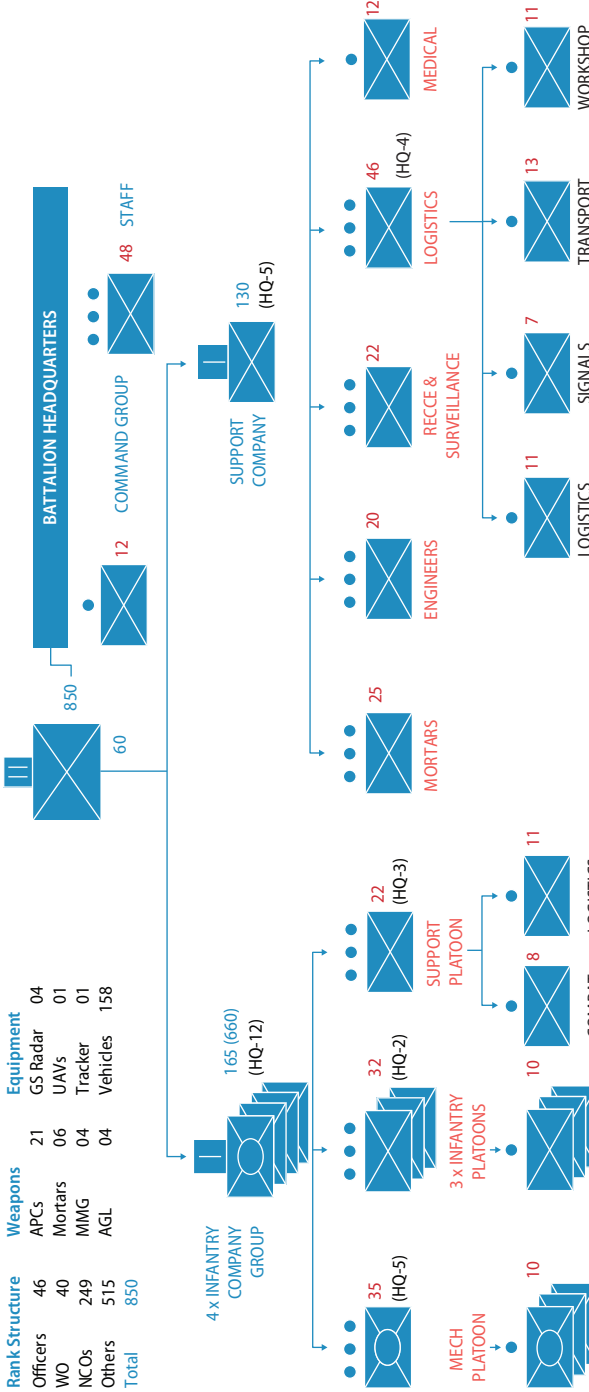 Rank Structure
Officers 46
WO 40
NCOs 249
Others 515
Total 850
Weapons
APCs 21
Mortars 06
MMG 04
AGL 04
Equipment
GS Radar 04
UAVs 01
Tracker 01
Vehicles 158
850
BATTALION HEADQUARTERS
60
12
COMMAND GROUP
48
STAFF
4 x INFANTRY
COMPANY
GROUP
165 (660)
(HQ-12)
SUPPORT
COMPANY
130
(HQ-5)
35
(HQ-5)
MECH
PLATOON
32
(HQ-2)
3 x INFANTRY
PLATOONS
22
(HQ-3)
SUPPORT
PLATOON
25
MORTARS
20
ENGINEERS
22
RECCE &
SURVEILLANCE
46
(HQ-4)
LOGISTICS
12
MEDICAL
10
10
8
11
11
LOGISTICS
7
SIGNALS
13
TRANSPORT
11
WORKSHOP